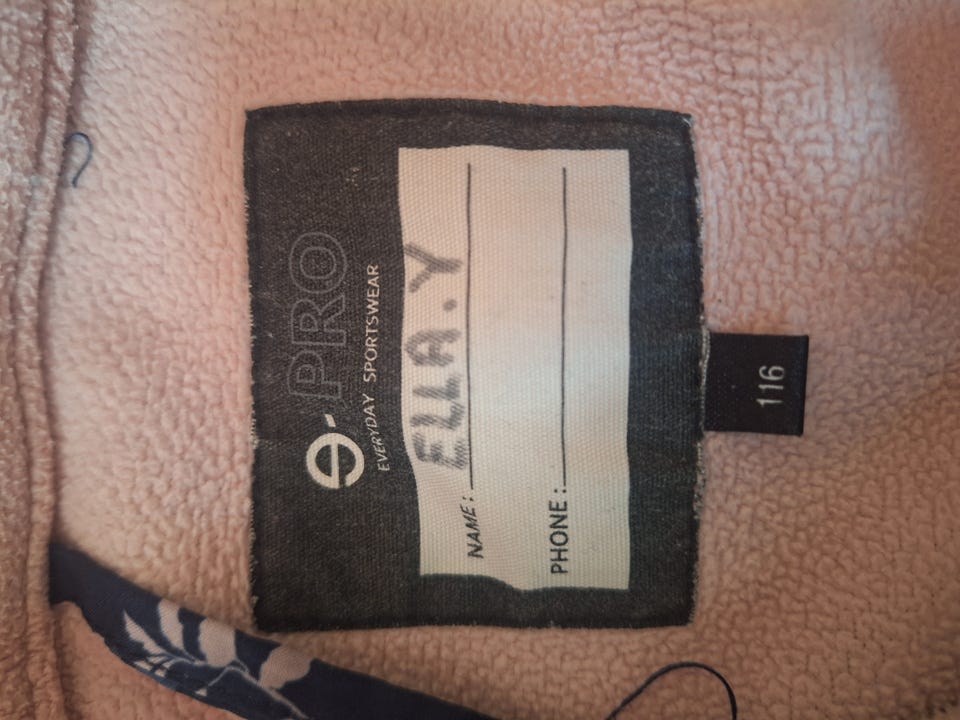 e-PRO
EVERYDAY SPORTSWEAR
NAME: ELLA.Y
PHONE:
116